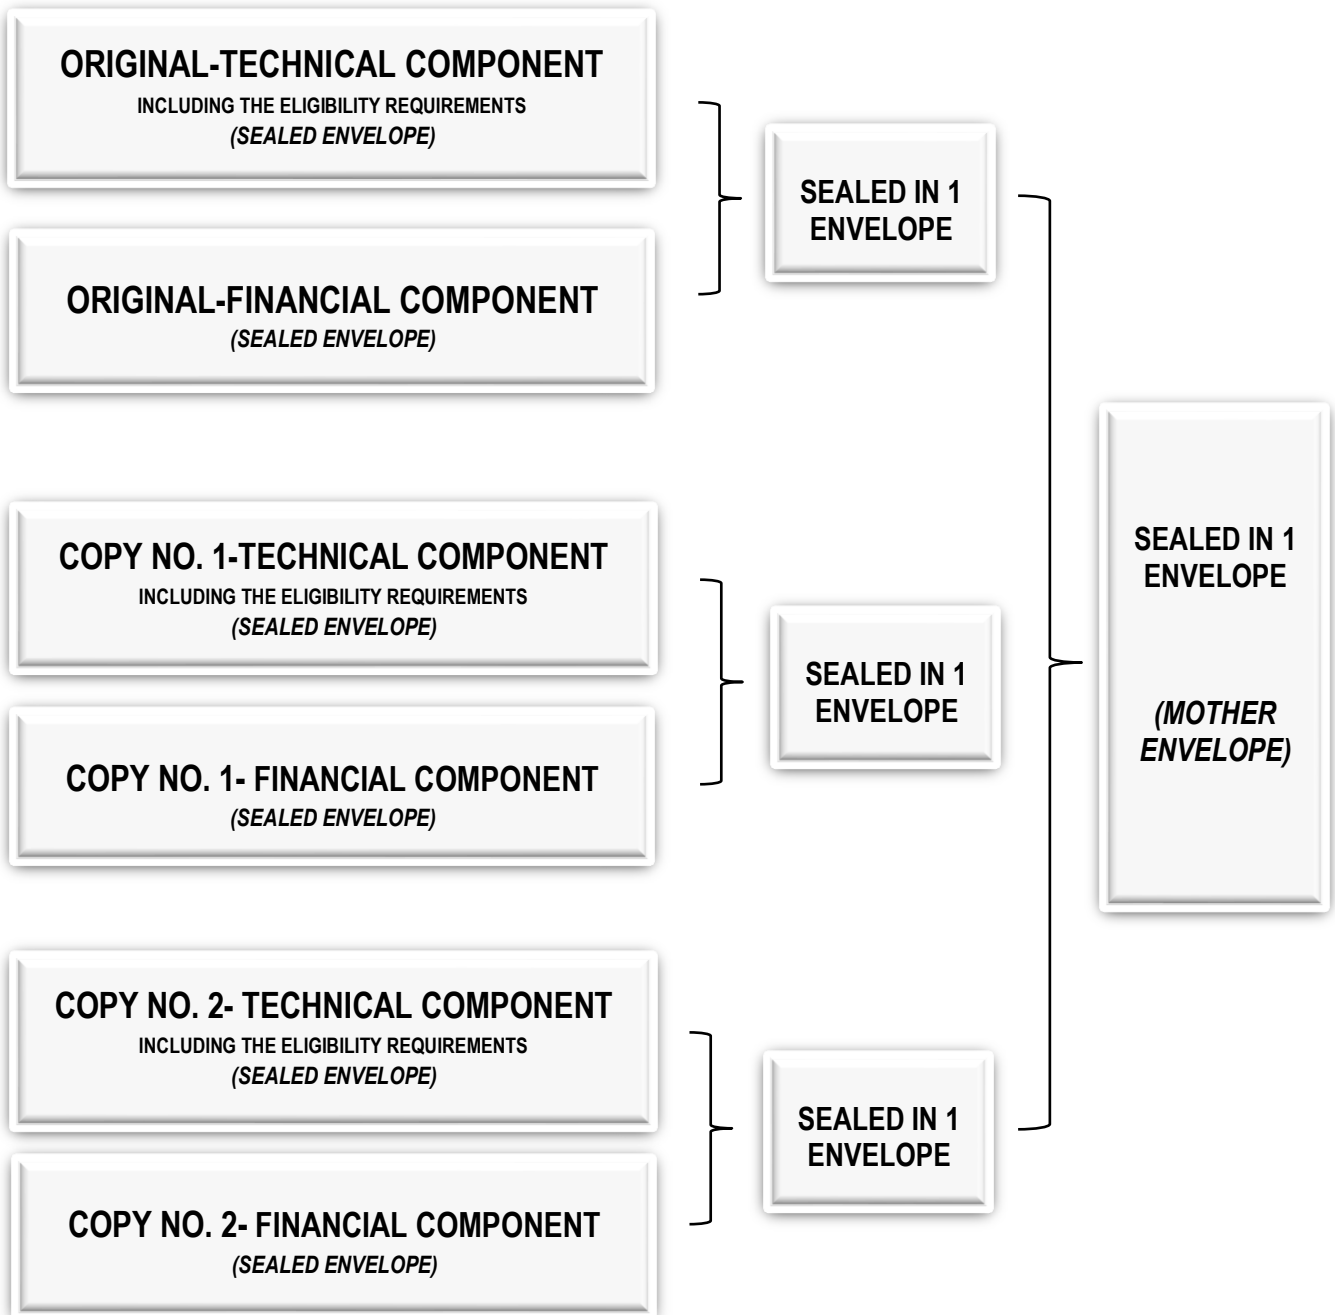 ORIGINAL-TECHNICAL COMPONENT
INCLUDING THE ELIGIBILITY REQUIREMENTS
(SEALED ENVELOPE)
ORIGINAL-FINANCIAL COMPONENT
(SEALED ENVELOPE)
SEALED IN 1
ENVELOPE
COPY NO. 1-TECHNICAL COMPONENT
INCLUDING THE ELIGIBILITY REQUIREMENTS
(SEALED ENVELOPE)
COPY NO. 1- FINANCIAL COMPONENT
(SEALED ENVELOPE)
SEALED IN 1
ENVELOPE
COPY NO. 2- TECHNICAL COMPONENT
INCLUDING THE ELIGIBILITY REQUIREMENTS
(SEALED ENVELOPE)
COPY NO. 2- FINANCIAL COMPONENT
(SEALED ENVELOPE)
SEALED IN 1
ENVELOPE
SEALED IN 1
ENVELOPE
(MOTHER
ENVELOPE)